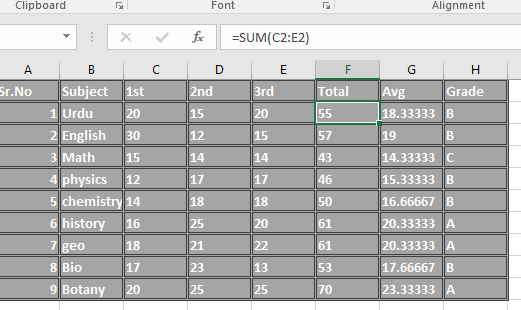 Clipboard Font Alignment
fx =SUM(C2:E2)
A B C D E F G H
Sr.No Subject 1st 2nd 3rd Total Avg Grade
1 Urdu 20 15 20 55 18.33333 B
2 English 30 12 15 57 19 B
3 Math 15 14 14 43 14.33333 C
4 physics 12 17 17 46 15.33333 B
5 chemistry 14 18 18 50 16.66667 B
6 history 16 25 20 61 20.33333 A
7 geo 18 21 22 61 20.33333 A
8 Bio 17 23 13 53 17.66667 B
9 Botany 20 25 25 70 23.33333 A